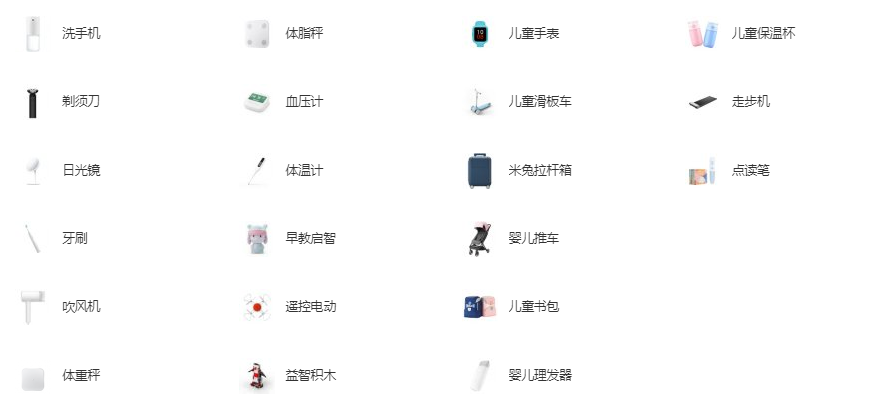 洗手机
体脂秤
儿童手表
儿童保温杯
剃须刀
血压计
儿童滑板车
走步机
日光镜
体温计
米兔拉杆箱
点读笔
牙刷
早教启智
婴儿推车
吹风机
遥控电动
儿童书包
体重秤
益智积木
婴儿理发器